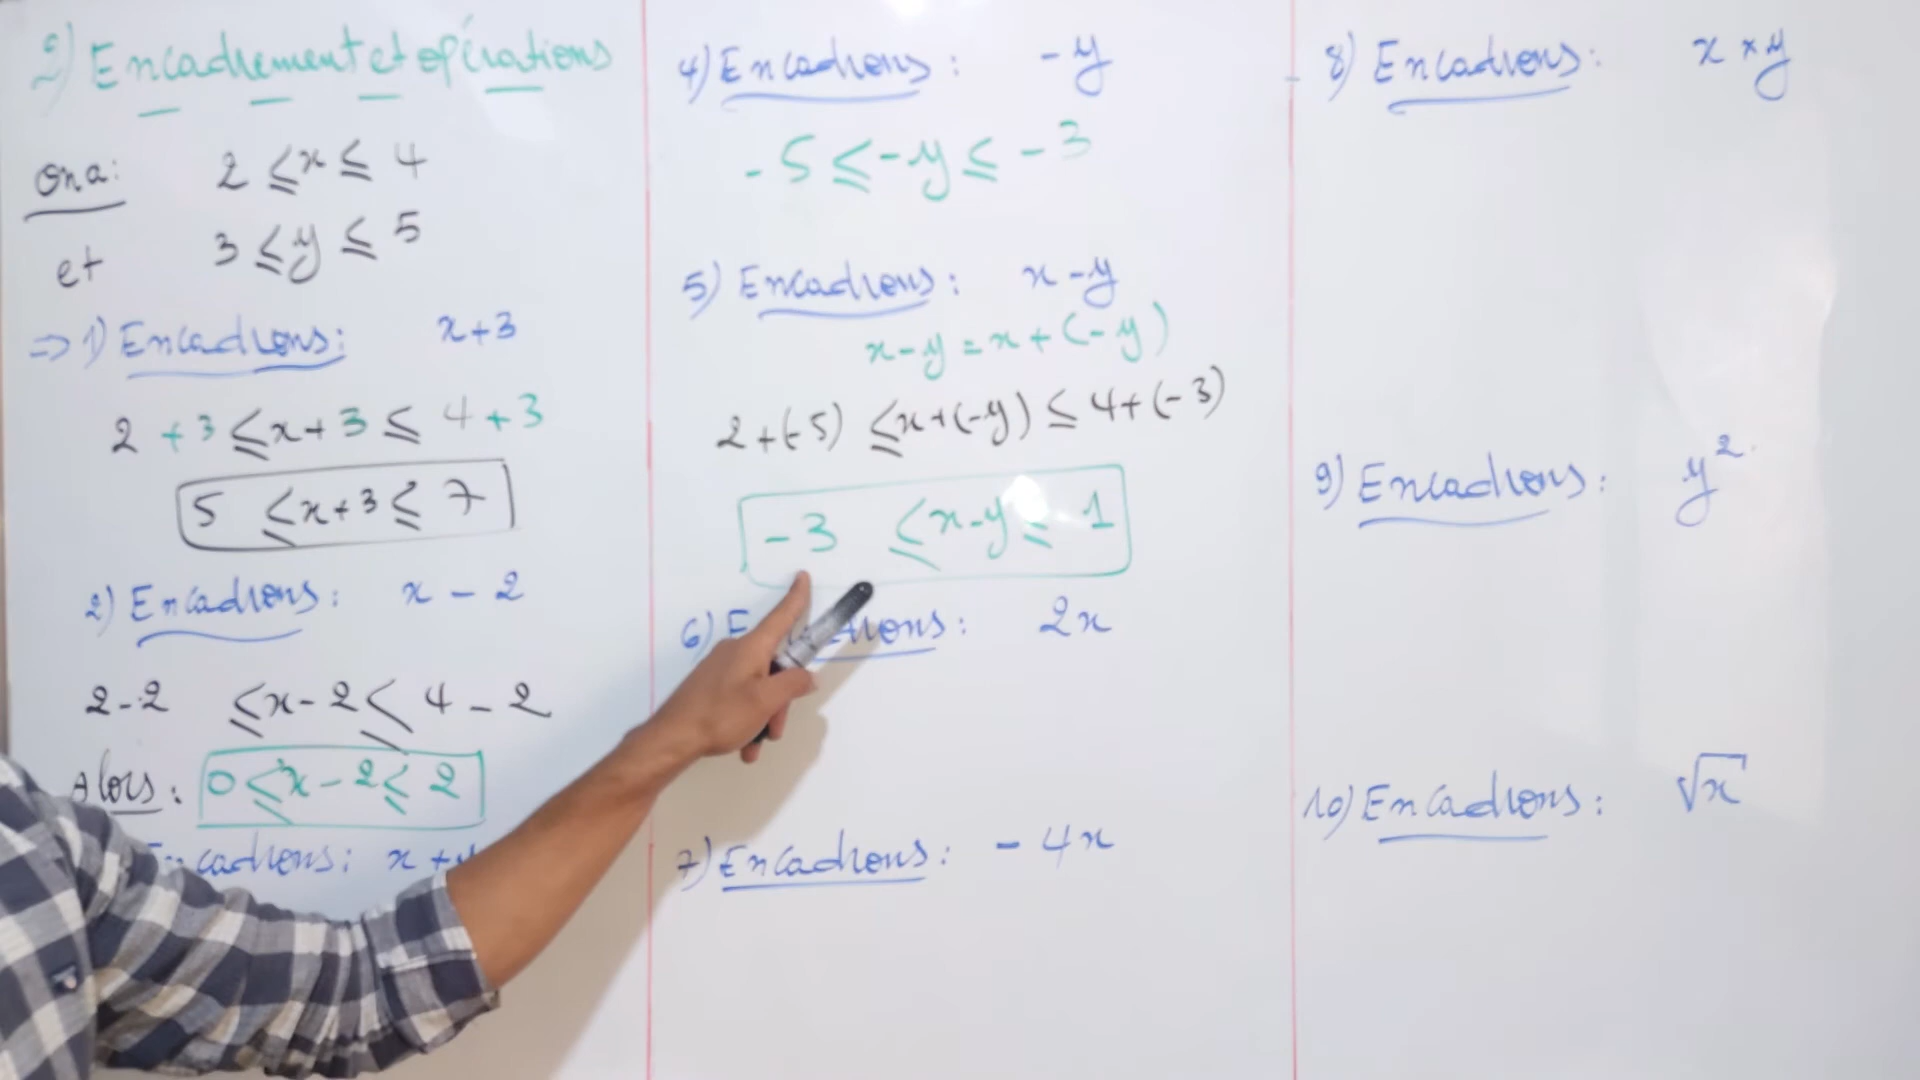 2) Encadrement et opérations
On a : 2 ≤ x ≤ 4
et 3 ≤ y ≤ 5
=> 1) Encadrons : x+3
2 +3 ≤ x+3 ≤ 4 +3
5 ≤ x+3 ≤ 7
2) Encadrons : x - 2
2-2 ≤ x-2 ≤ 4-2
Alors : 0 ≤ x-2 ≤ 2
Encadrons : x +y
4) Encadrons : -y
-5 ≤ -y ≤ -3
5) Encadrons : x-y
x-y = x+(-y)
2+(-5) ≤ x+(-y) ≤ 4+(-3)
-3 ≤ x-y ≤ 1
6) Encadrons : 2x
7) Encadrons : -4x
8) Encadrons : x × y
9) Encadrons : y²
10) Encadrons : √x